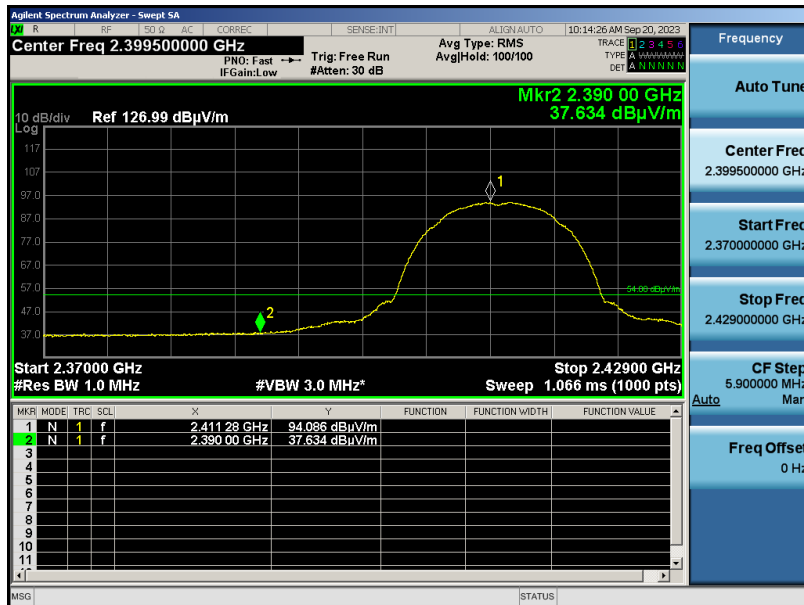 Agilent Spectrum Analyzer - Swept SA
LXI R RF 50 Ω AC CORREC SENSE:INT ALIGN AUTO 10:14:26 AM Sep 20, 2023
Center Freq 2.399500000 GHz Avg Type: RMS TRACE 1 2 3 4 5 6
PNO: Fast Trig: Free Run Avg|Hold: 100/100 TYPE A
IFGain:Low #Atten: 30 dB DET A N N N N N
Mkr2 2.390 00 GHz
37.634 dBµV/m
10 dB/div Ref 126.99 dBµV/m
Log
117
107
97.0
87.0
77.0
67.0
57.0
47.0
37.0
1
2
54.00 dBµV/m
Start 2.37000 GHz Stop 2.42900 GHz
#Res BW 1.0 MHz #VBW 3.0 MHz* Sweep 1.066 ms (1000 pts)
MKR MODE TRC SCL X Y FUNCTION FUNCTION WIDTH FUNCTION VALUE
1 N 1 f 2.411 28 GHz 94.086 dBµV/m
2 N 1 f 2.390 00 GHz 37.634 dBµV/m
3
4
5
6
7
8
9
10
11
MSG STATUS
Frequency
Auto Tune
Center Freq
2.399500000 GHz
Start Freq
2.370000000 GHz
Stop Freq
2.429000000 GHz
CF Step
5.900000 MHz
Auto Man
Freq Offset
0 Hz